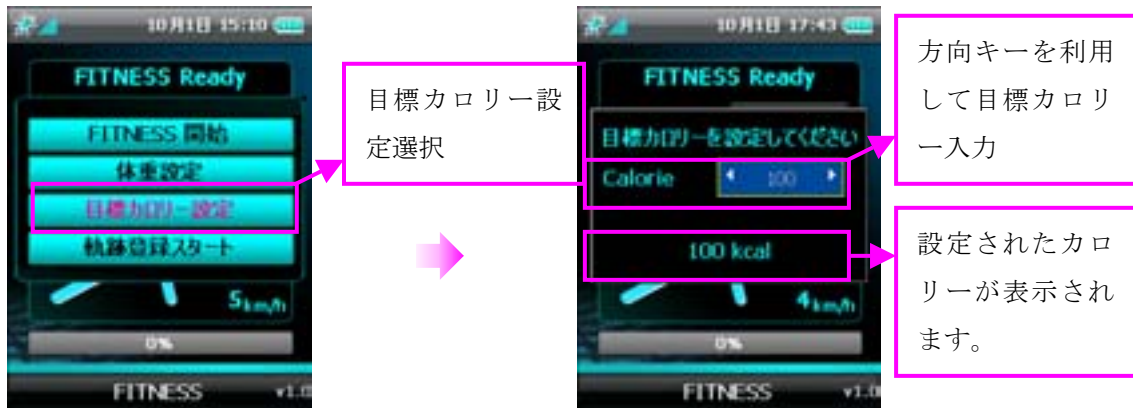 10月1日 15:10
FITNESS Ready
FITNESS 開始
体重設定
目標カロリー設定
軌跡登録スタート
5km/h
0%
FITNESS
v1.0
目標カロリー設
定選択
10月1日 17:43
FITNESS Ready
目標カロリーを設定してください
Calorie
100
100 kcal
4km/h
0%
FITNESS
v1.0
方向キーを利用
して目標カロリ
ー入力
設定されたカロ
リーが表示され
ます。